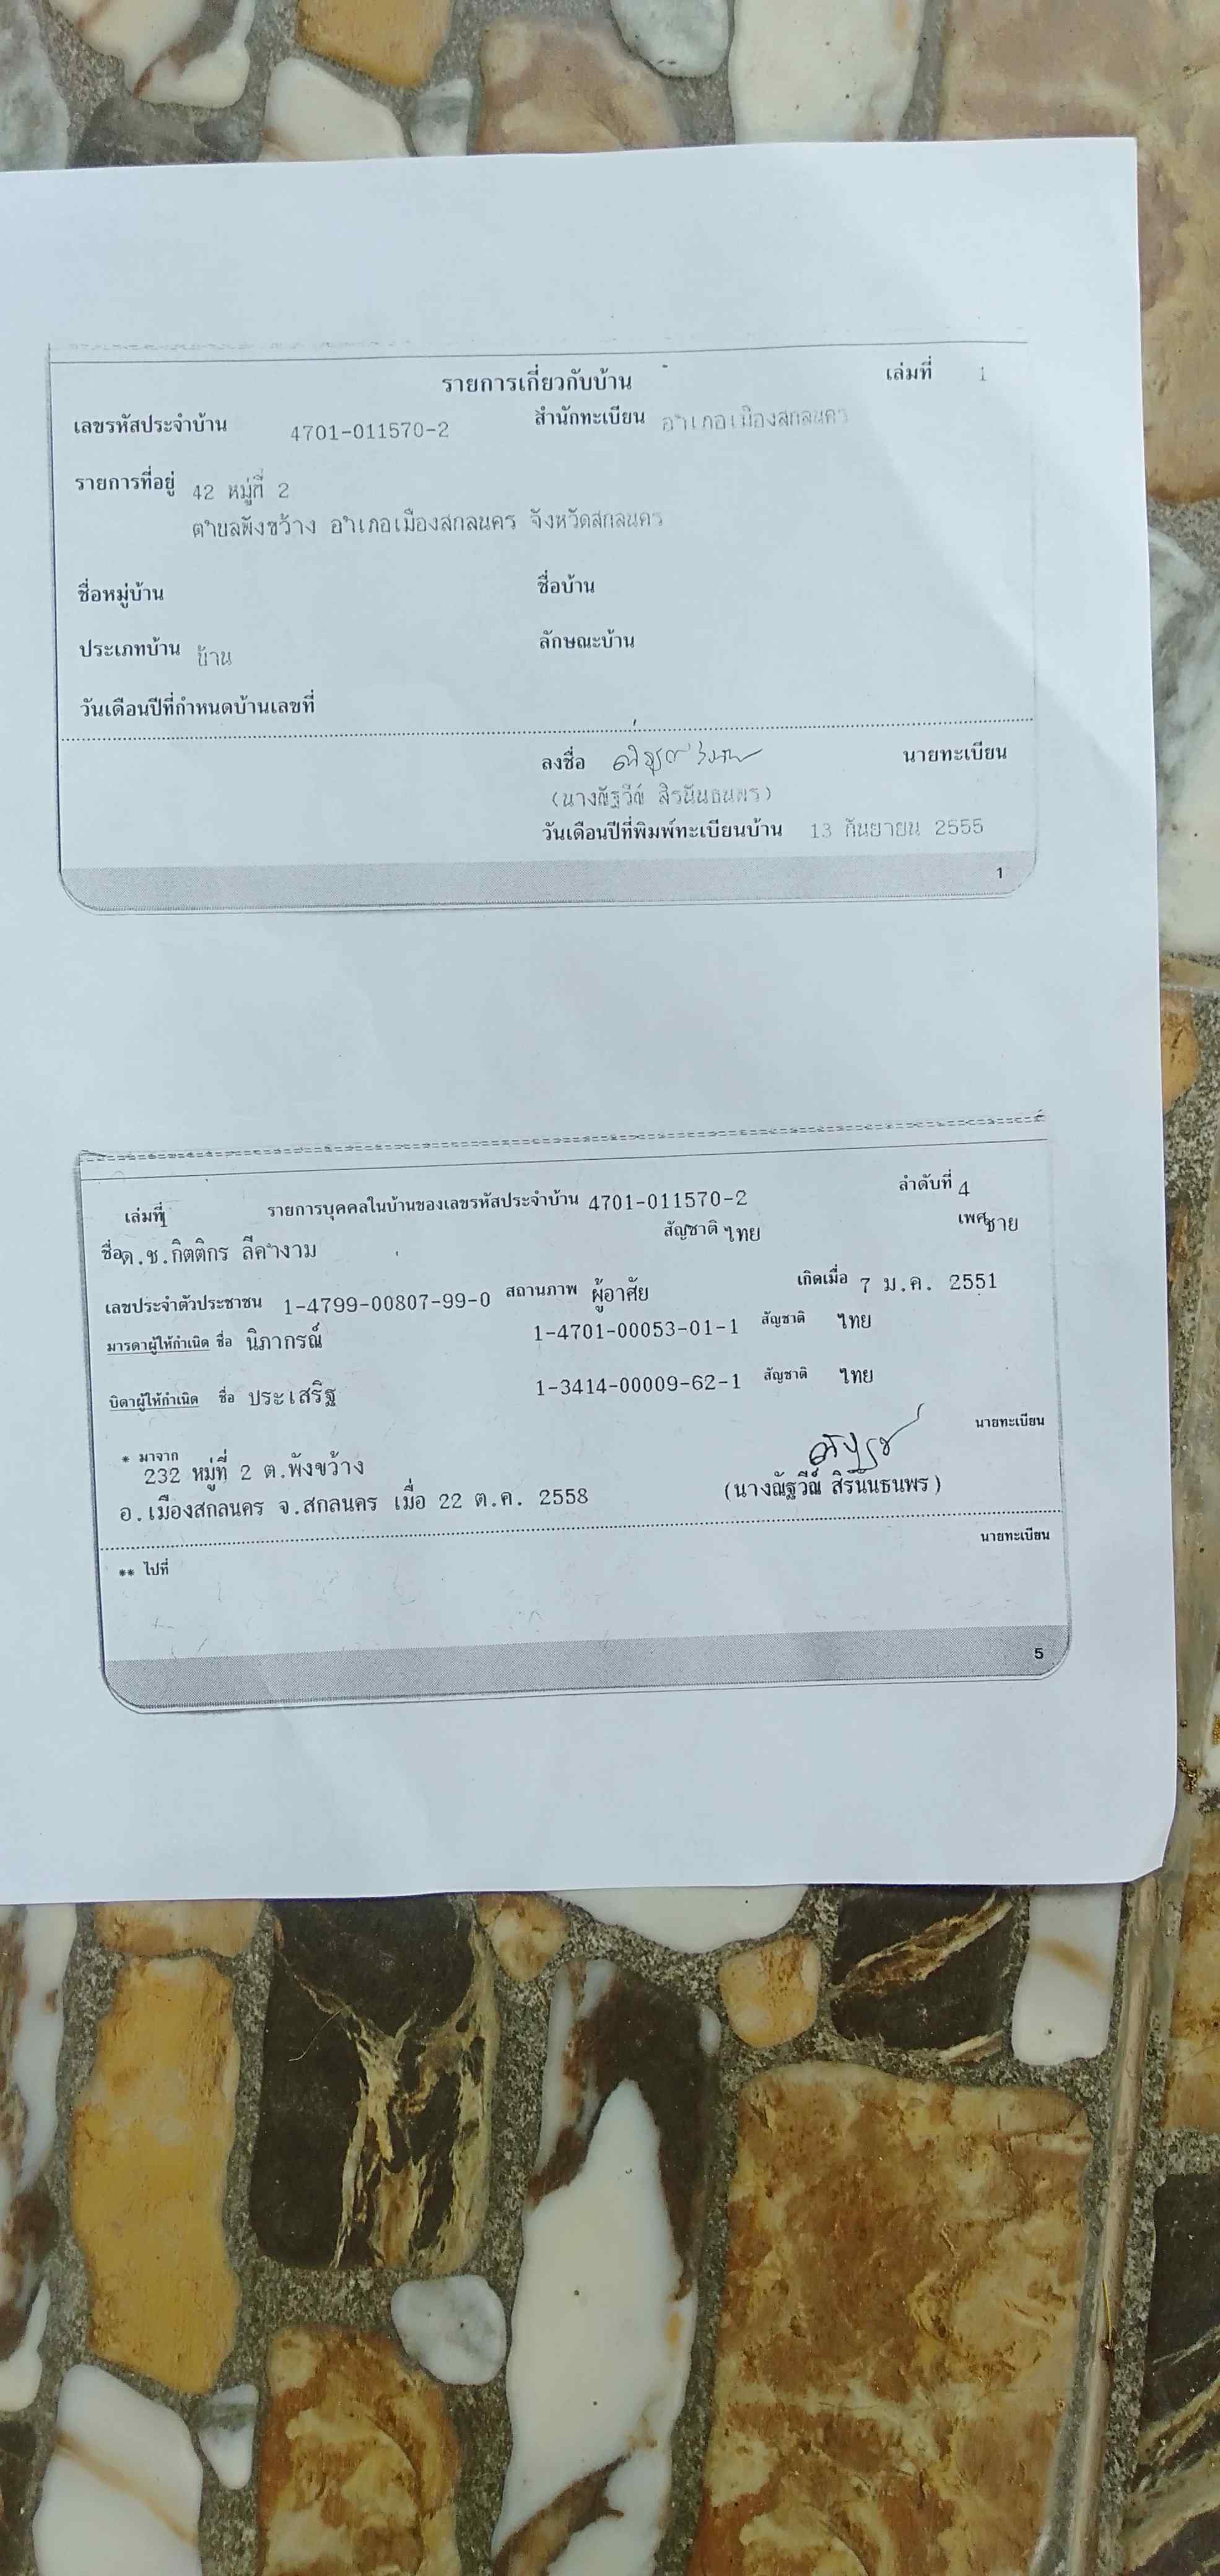 รายการเกี่ยวกับบ้าน เล่มที่ 1
เลขรหัสประจำบ้าน 4701-011570-2 สำนักทะเบียน อำเภอเมืองสกลนคร
รายการที่อยู่ 42 หมู่ที่ 2
ตำบลพังขว้าง อำเภอเมืองสกลนคร จังหวัดสกลนคร
ชื่อหมู่บ้าน ชื่อบ้าน
ประเภทบ้าน บ้าน ลักษณะบ้าน
วันเดือนปีที่กำหนดบ้านเลขที่
ลงชื่อ นายทะเบียน
(นางณัฐวีณ์ สิรนันธนพร)
วันเดือนปีที่พิมพ์ทะเบียนบ้าน 13 กันยายน 2555
1
เล่มที่ 1 รายการบุคคลในบ้านของเลขรหัสประจำบ้าน 4701-011570-2 ลำดับที่ 4
ชื่อ ด.ช.กิตติกร ลีคำงาม สัญชาติ ไทย เพศ ชาย
เลขประจำตัวประชาชน 1-4799-00807-99-0 สถานภาพ ผู้อาศัย เกิดเมื่อ 7 ม.ค. 2551
มารดาผู้ให้กำเนิด ชื่อ นิภากรณ์ 1-4701-00053-01-1 สัญชาติ ไทย
บิดาผู้ให้กำเนิด ชื่อ ประเสริฐ 1-3414-00009-62-1 สัญชาติ ไทย
* มาจาก นายทะเบียน
232 หมู่ที่ 2 ต.พังขว้าง
อ.เมืองสกลนคร จ.สกลนคร เมื่อ 22 ต.ค. 2558 (นางณัฐวีณ์ สิรนันธนพร)
** ไปที่ นายทะเบียน
5